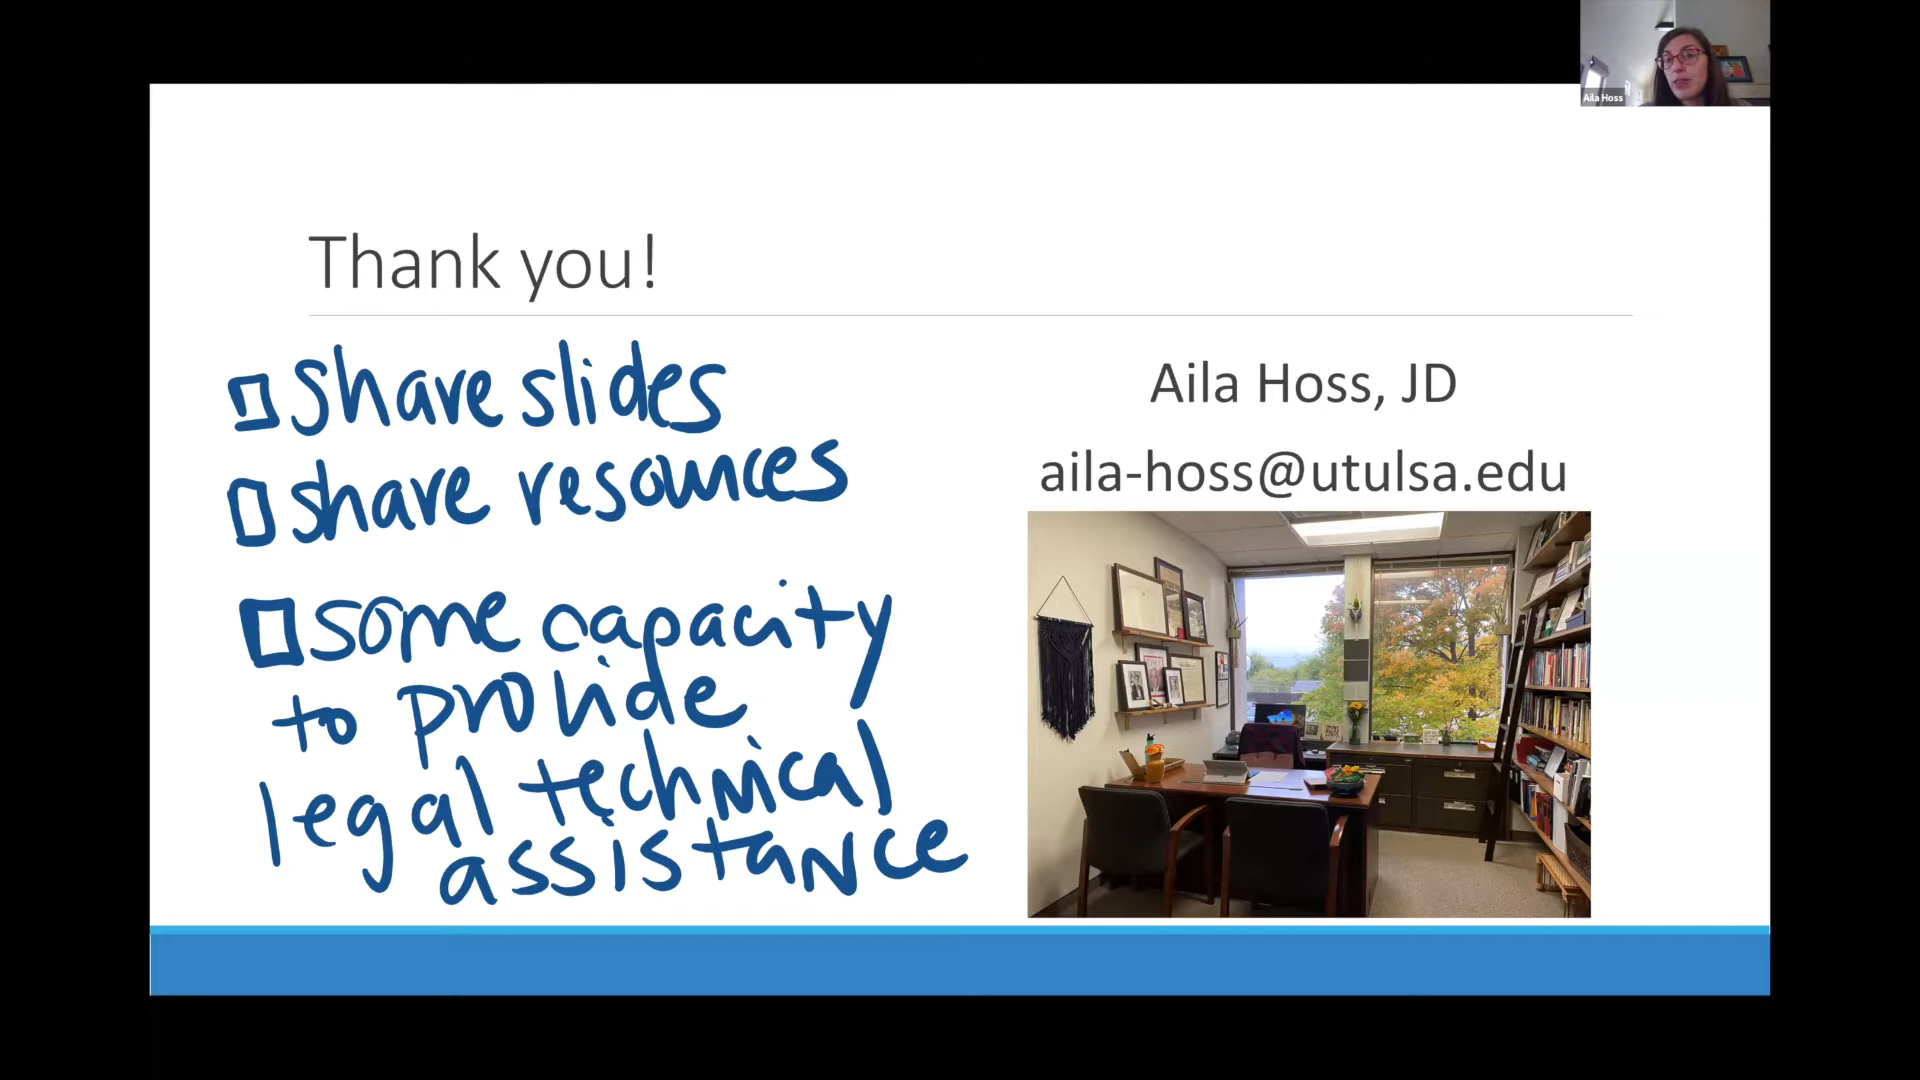 Aila Hoss
Thank you!
share slides
share resources
some capacity
to provide
legal technical
assistance
Aila Hoss, JD
aila-hoss@utulsa.edu